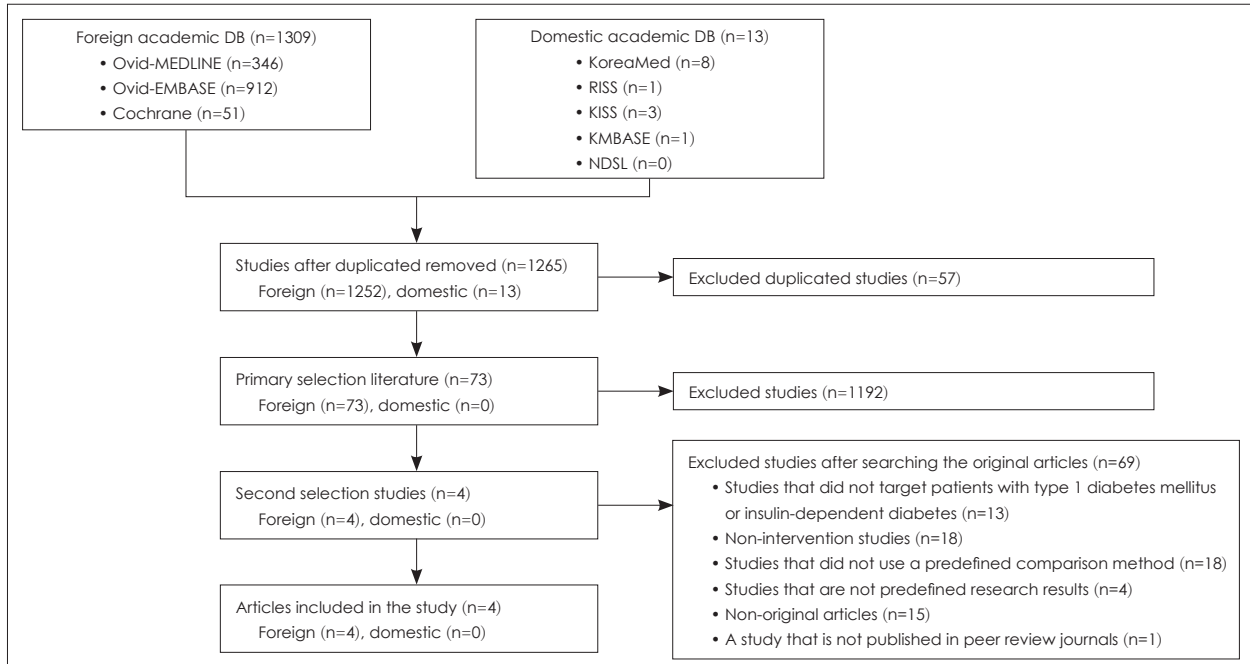 Foreign academic DB (n=1309)
• Ovid-MEDLINE (n=346)
• Ovid-EMBASE (n=912)
• Cochrane (n=51)
Domestic academic DB (n=13)
• KoreaMed (n=8)
• RISS (n=1)
• KISS (n=3)
• KMBASE (n=1)
• NDSL (n=0)
Studies after duplicated removed (n=1265)
Foreign (n=1252), domestic (n=13)
Excluded duplicated studies (n=57)
Primary selection literature (n=73)
Foreign (n=73), domestic (n=0)
Excluded studies (n=1192)
Second selection studies (n=4)
Foreign (n=4), domestic (n=0)
Excluded studies after searching the original articles (n=69)
• Studies that did not target patients with type 1 diabetes mellitus
or insulin-dependent diabetes (n=13)
• Non-intervention studies (n=18)
• Studies that did not use a predefined comparison method (n=18)
• Studies that are not predefined research results (n=4)
• Non-original articles (n=15)
• A study that is not published in peer review journals (n=1)
Articles included in the study (n=4)
Foreign (n=4), domestic (n=0)